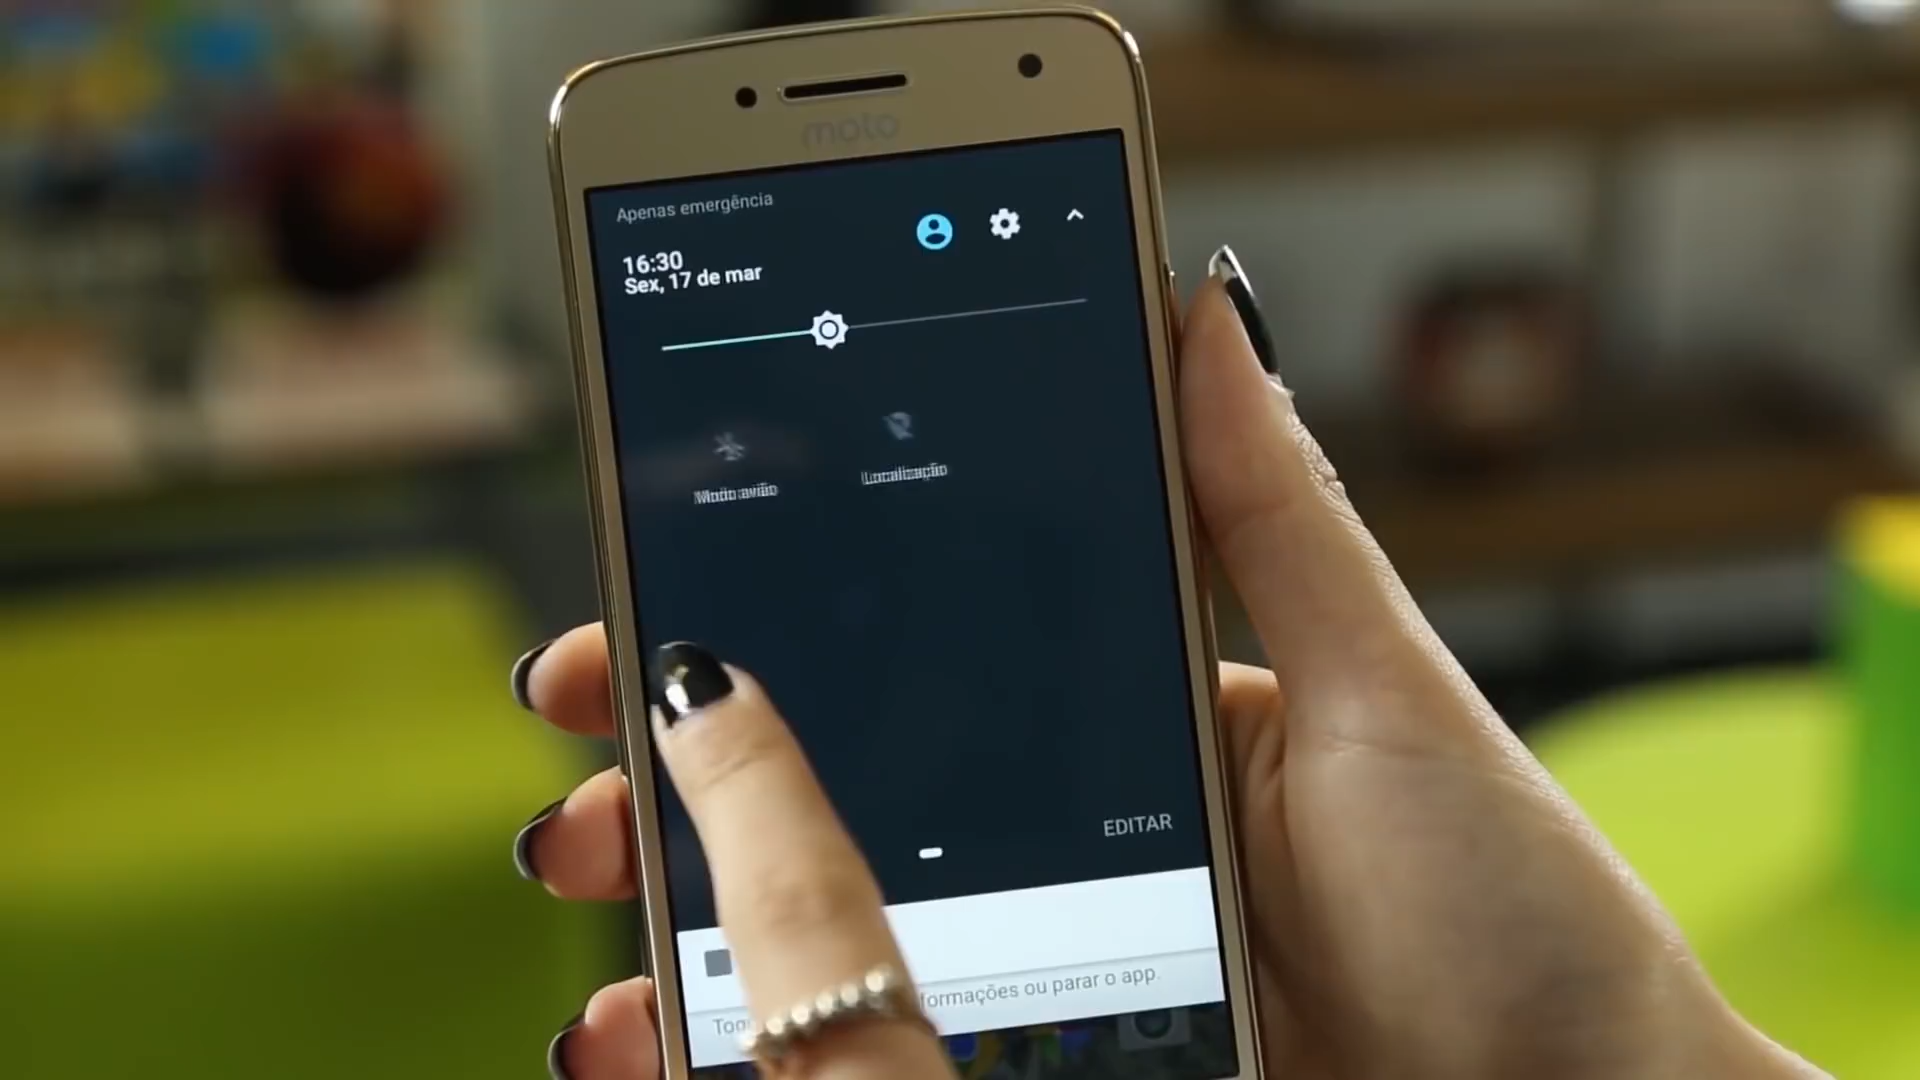 moto
Apenas emergência
16:30
Sex, 17 de mar
Modo avião
Localização
EDITAR
formações ou parar o app.